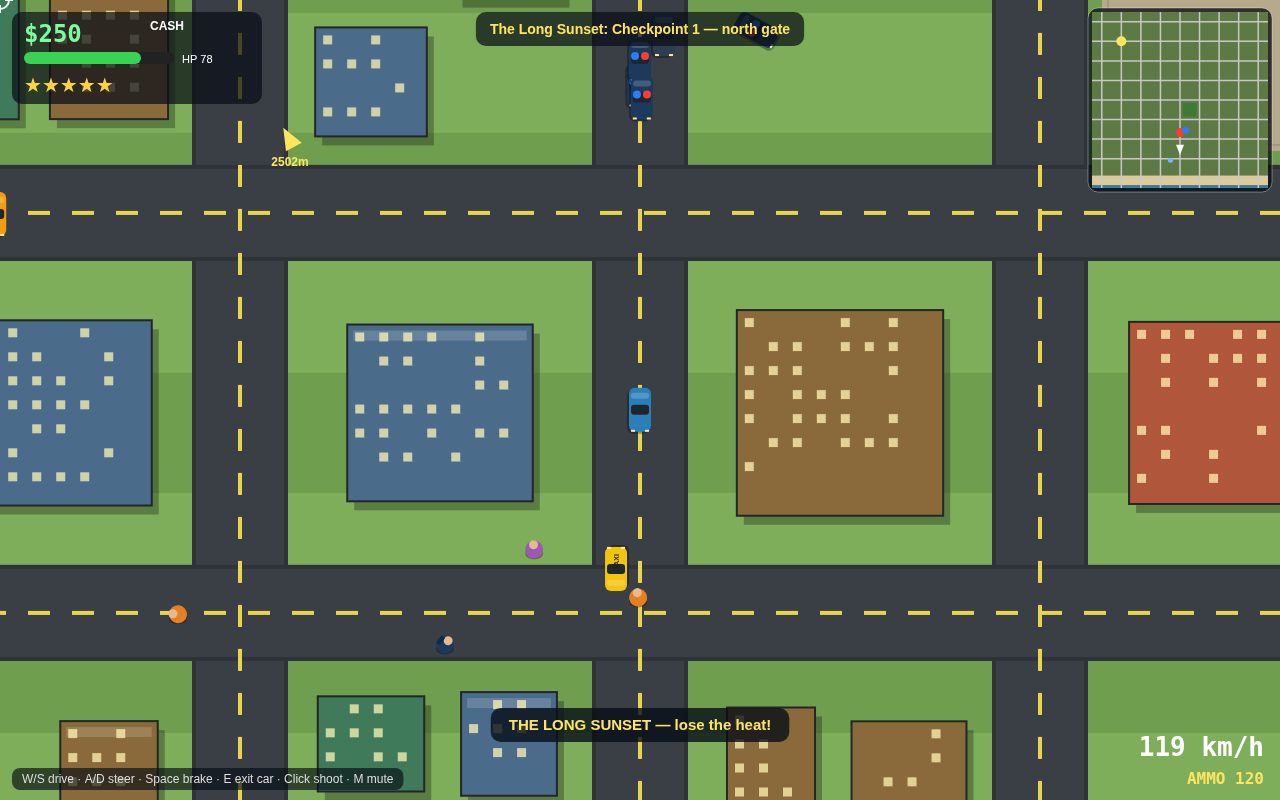 $250
CASH
HP 78
★★★★★
The Long Sunset: Checkpoint 1 — north gate
2502m
TAXI
THE LONG SUNSET — lose the heat!
W/S drive · A/D steer · Space brake · E exit car · Click shoot · M mute
119 km/h
AMMO 120